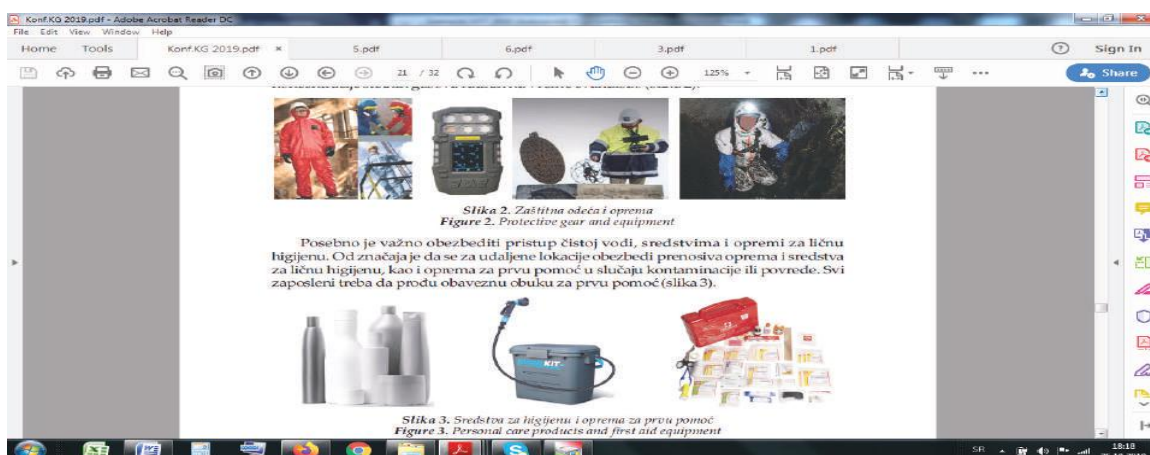 Konf.KG 2019.pdf - Adobe Acrobat Reader DC
File Edit View Window Help
Home Tools Konf.KG 2019.pdf × 5.pdf 6.pdf 3.pdf 1.pdf Sign In
21 / 32 125% Share
Slika 2. Zaštitna odeća i oprema
Figure 2. Protective gear and equipment
Posebno je važno obezbediti pristup čistoj vodi, sredstvima i opremi za ličnu
higijenu. Od značaja je da se za udaljene lokacije obezbedi prenosiva oprema i sredstva
za ličnu higijenu, kao i oprema za prvu pomoć u slučaju kontaminacije ili povrede. Svi
zaposleni treba da prođu obaveznu obuku za prvu pomoć (slika 3).
KIT
Slika 3. Sredstva za higijenu i oprema za prvu pomoć
Figure 3. Personal care products and first aid equipment
SR 18:18